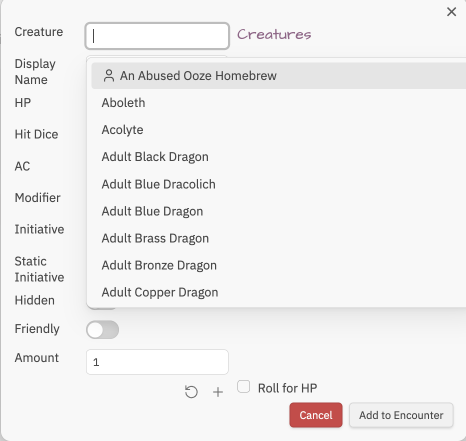 Creature
Creatures
Display
Name
An Abused Ooze Homebrew
Aboleth
HP
Acolyte
Hit Dice
Adult Black Dragon
AC
Adult Blue Dracolich
Modifier
Adult Blue Dragon
Initiative
Adult Brass Dragon
Static
Initiative
Adult Bronze Dragon
Hidden
Adult Copper Dragon
Friendly
Amount
1
Roll for HP
Cancel
Add to Encounter